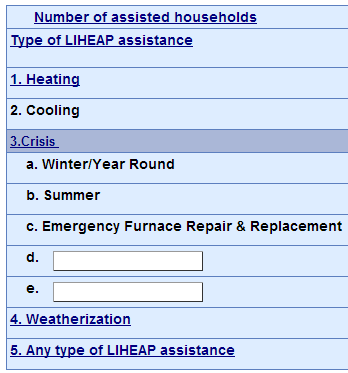 Number of assisted households
Type of LIHEAP assistance
1. Heating
2. Cooling
3.Crisis
a. Winter/Year Round
b. Summer
c. Emergency Furnace Repair & Replacement
d.
e.
4. Weatherization
5. Any type of LIHEAP assistance